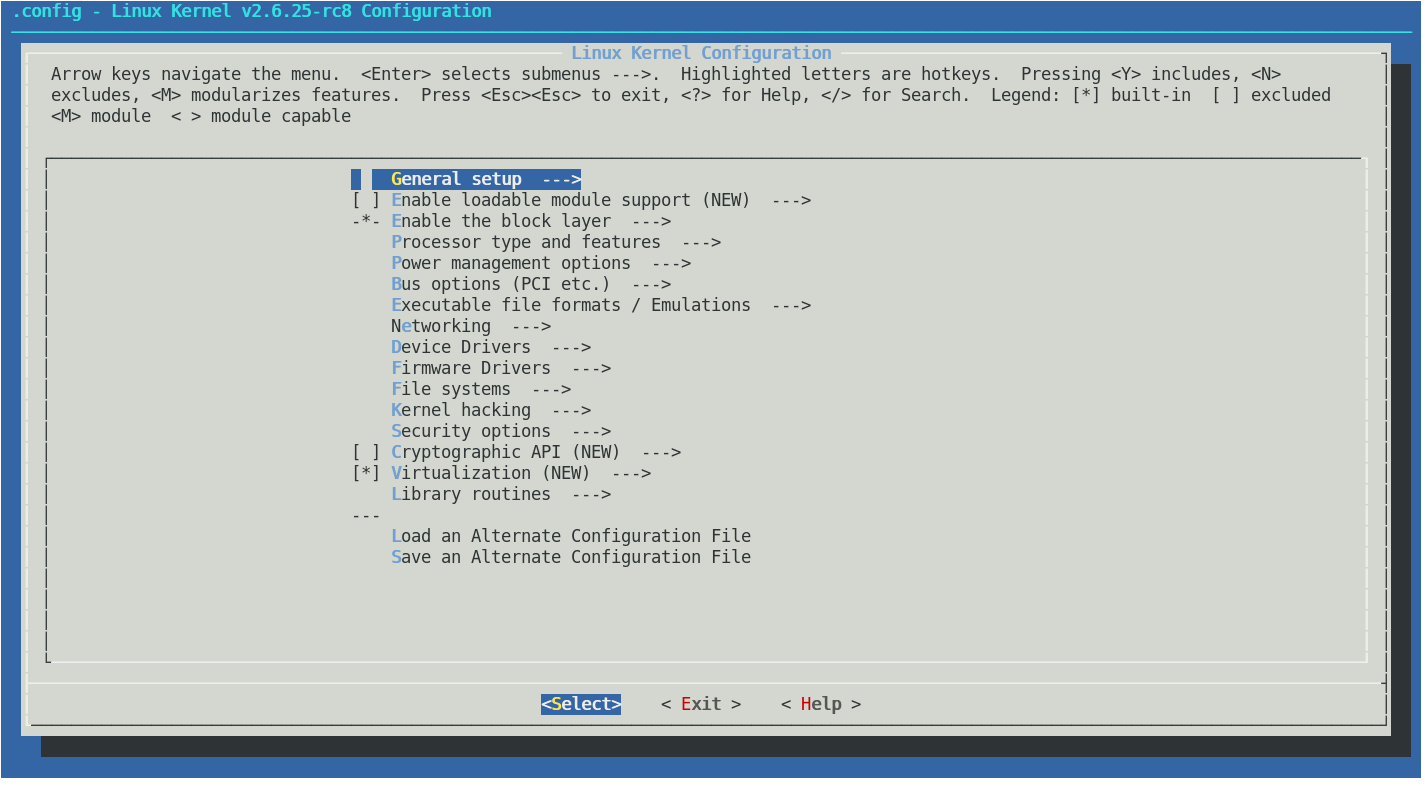 .config - Linux Kernel v2.6.25-rc8 Configuration
Linux Kernel Configuration
Arrow keys navigate the menu.  <Enter> selects submenus --->.  Highlighted letters are hotkeys.  Pressing <Y> includes, <N>
excludes, <M> modularizes features.  Press <Esc><Esc> to exit, <?> for Help, </> for Search.  Legend: [*] built-in  [ ] excluded
<M> module  < > module capable
General setup  --->
[ ] Enable loadable module support (NEW)  --->
-*- Enable the block layer  --->
Processor type and features  --->
Power management options  --->
Bus options (PCI etc.)  --->
Executable file formats / Emulations  --->
Networking  --->
Device Drivers  --->
Firmware Drivers  --->
File systems  --->
Kernel hacking  --->
Security options  --->
[ ] Cryptographic API (NEW)  --->
[*] Virtualization (NEW)  --->
Library routines  --->
---
Load an Alternate Configuration File
Save an Alternate Configuration File
<Select>    < Exit >    < Help >